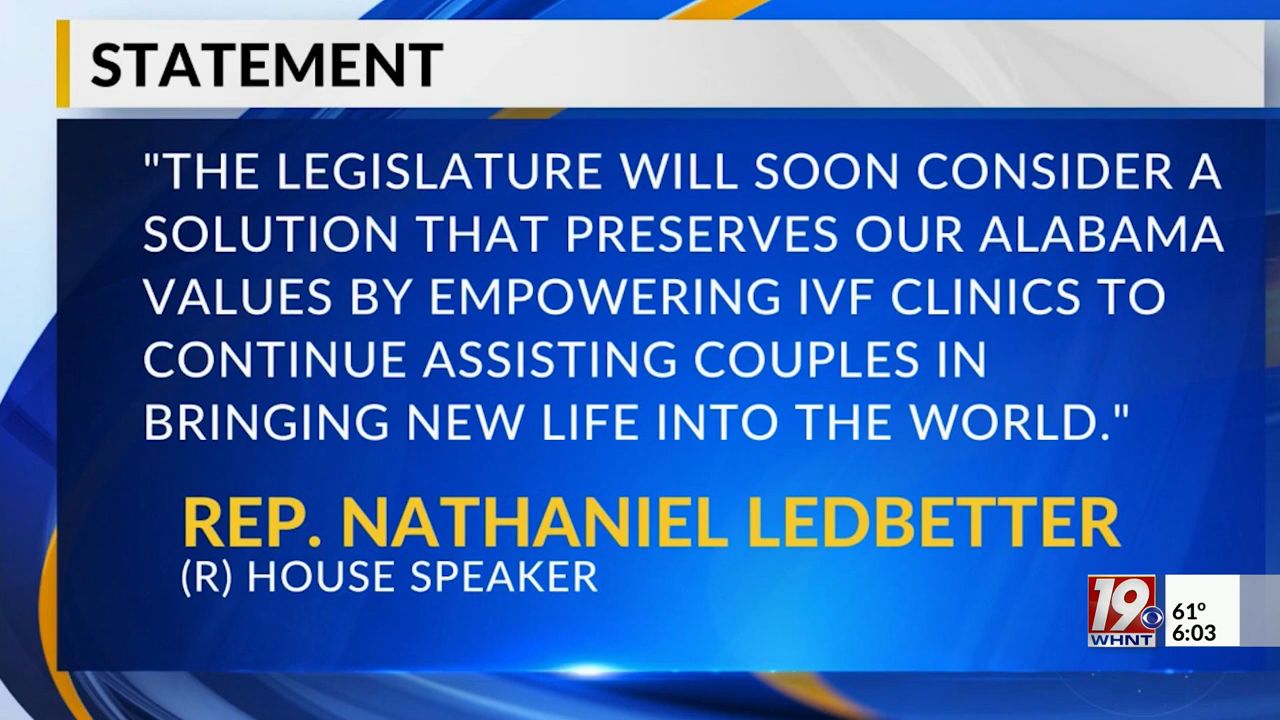 STATEMENT
"THE LEGISLATURE WILL SOON CONSIDER A
SOLUTION THAT PRESERVES OUR ALABAMA
VALUES BY EMPOWERING IVF CLINICS TO
CONTINUE ASSISTING COUPLES IN
BRINGING NEW LIFE INTO THE WORLD."
REP. NATHANIEL LEDBETTER
(R) HOUSE SPEAKER
19
WHNT
61°
6:03